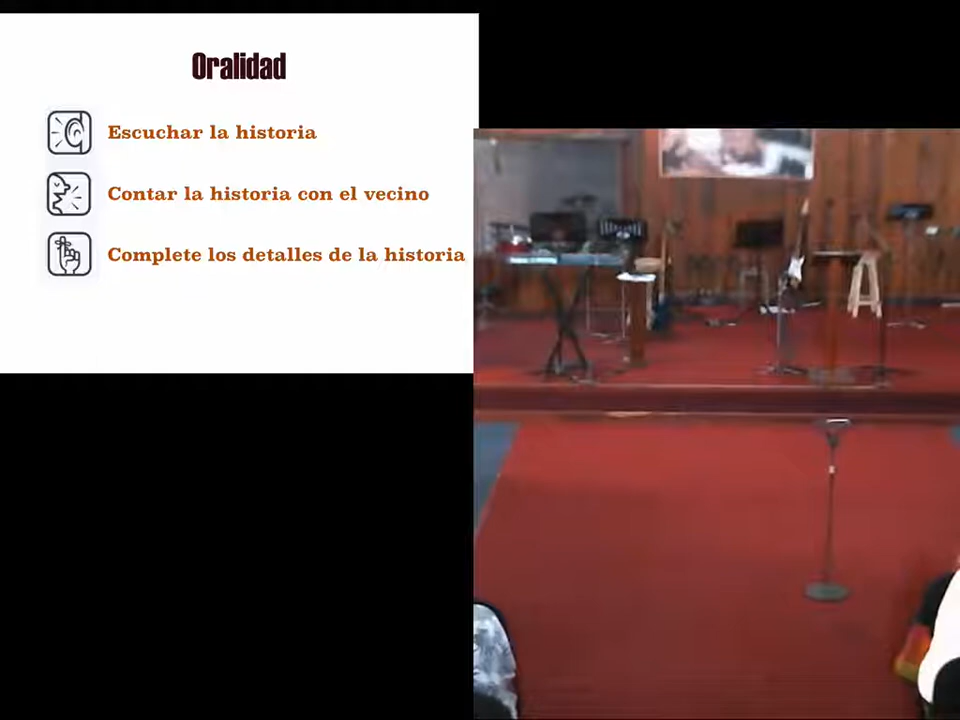 Oralidad
Escuchar la historia
Contar la historia con el vecino
Complete los detalles de la historia